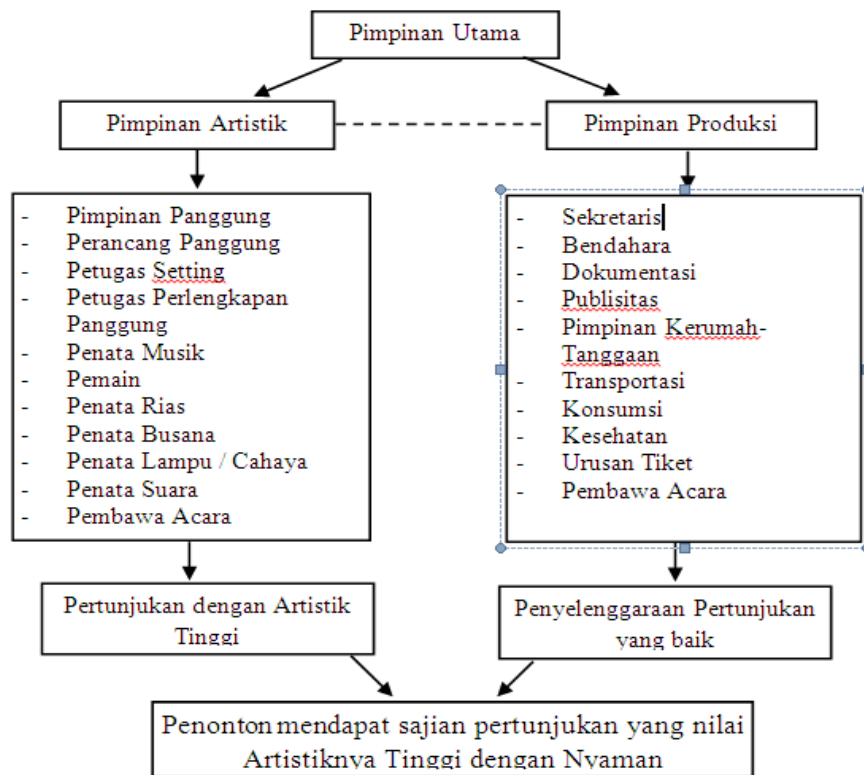 Pimpinan Utama
Pimpinan Artistik
Pimpinan Produksi
- Pimpinan Panggung
- Perancang Panggung
- Petugas Setting
- Petugas Perlengkapan
Panggung
- Penata Musik
- Pemain
- Penata Rias
- Penata Busana
- Penata Lampu / Cahaya
- Penata Suara
- Pembawa Acara
- Sekretaris
- Bendahara
- Dokumentasi
- Publisitas
- Pimpinan Kerumah-
Tanggaan
- Transportasi
- Konsumsi
- Kesehatan
- Urusan Tiket
- Pembawa Acara
Pertunjukan dengan Artistik
Tinggi
Penyelenggaraan Pertunjukan
yang baik
Penonton mendapat sajian pertunjukan yang nilai
Artistiknya Tinggi dengan Nyaman